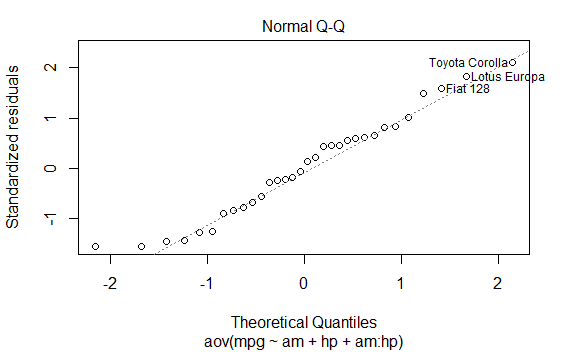 Normal Q-Q
Standardized residuals
2
1
0
-1
Toyota Corolla
Lotus Europa
Fiat 128
-2 -1 0 1 2
Theoretical Quantiles
aov(mpg ~ am + hp + am:hp)